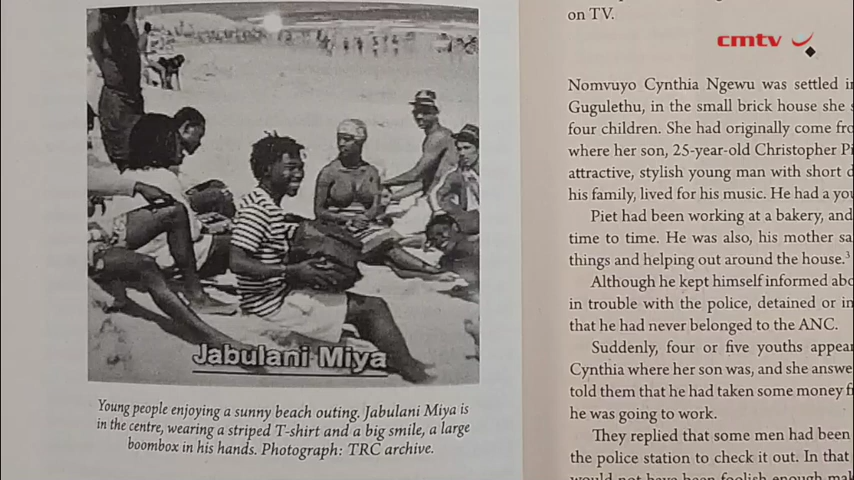 Jabulani Miya
Young people enjoying a sunny beach outing. Jabulani Miya is
in the centre, wearing a striped T-shirt and a big smile, a large
boombox in his hands. Photograph: TRC archive.
on TV.
cmtv
Nomvuyo Cynthia Ngewu was settled
Gugulethu, in the small brick house she
four children. She had originally come
where her son, 25-year-old Christopher
attractive, stylish young man with short
his family, lived for his music. He had a
Piet had been working at a bakery, and
time to time. He was also, his mother
things and helping out around the house.³
Although he kept himself informed
in trouble with the police, detained or
that he had never belonged to the ANC.
Suddenly, four or five youths
Cynthia where her son was, and she
told them that he had taken some money
he was going to work.
They replied that some men had been
the police station to check it out. In that
would not have been foolish enough